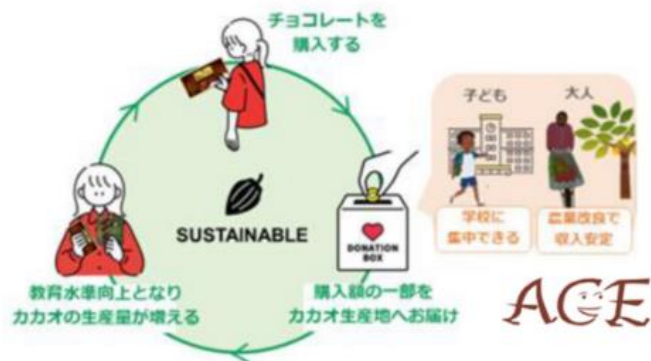 チョコレートを
購入する
子ども
大人
学校に
集中できる
農業改良で
収入安定
SUSTAINABLE
DONATION
BOX
教育水準向上となり
カカオの生産量が増える
購入額の一部を
カカオ生産地へお届け
ACE